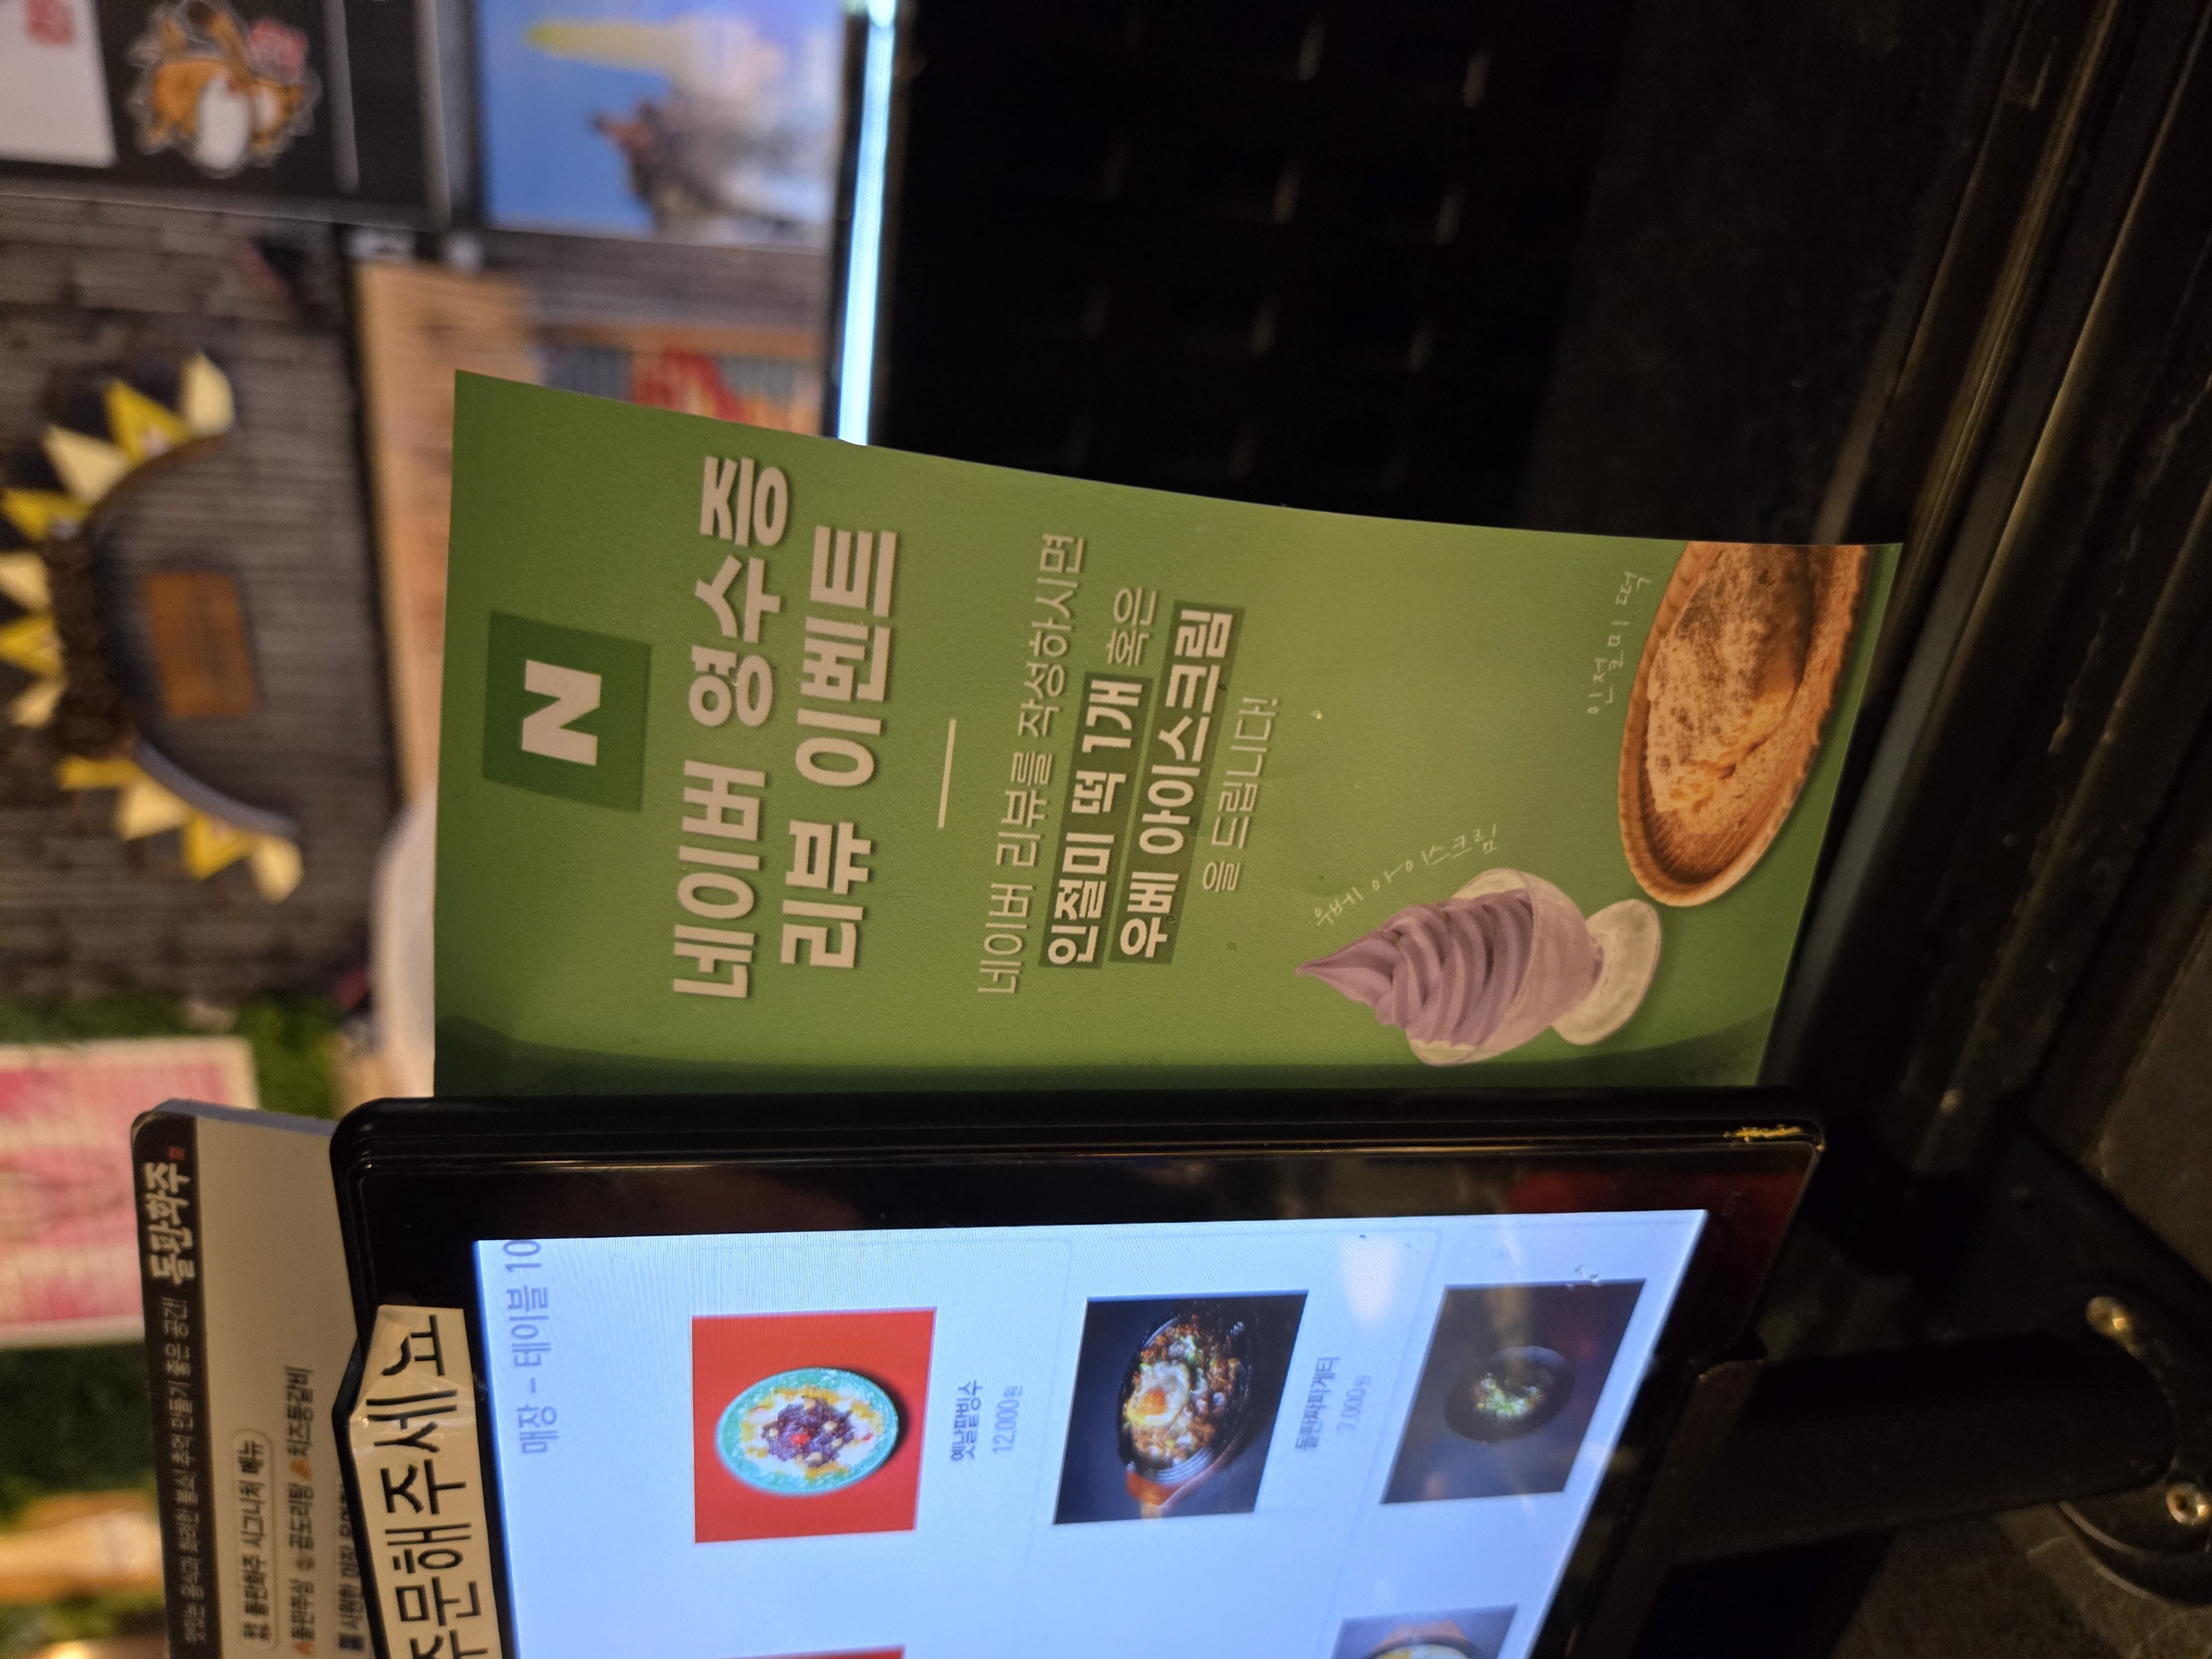 맛있는 음식과 화려한 불쇼! 추억 만들기 좋은 공간! 돌판화주
돌판화주 시그니처 메뉴
돌판쭈삼 곱도리탕 치즈등갈비
시원한
주문해주세요
매장 - 테이블 10
옛날팥빙수
12,000원
돌판짜파게티
7,000원
N
네이버 영수증
리뷰 이벤트
네이버 리뷰를 작성하시면
인절미 떡 1개 혹은
우베 아이스크림
을 드립니다!
우베 아이스크림
인절미 떡